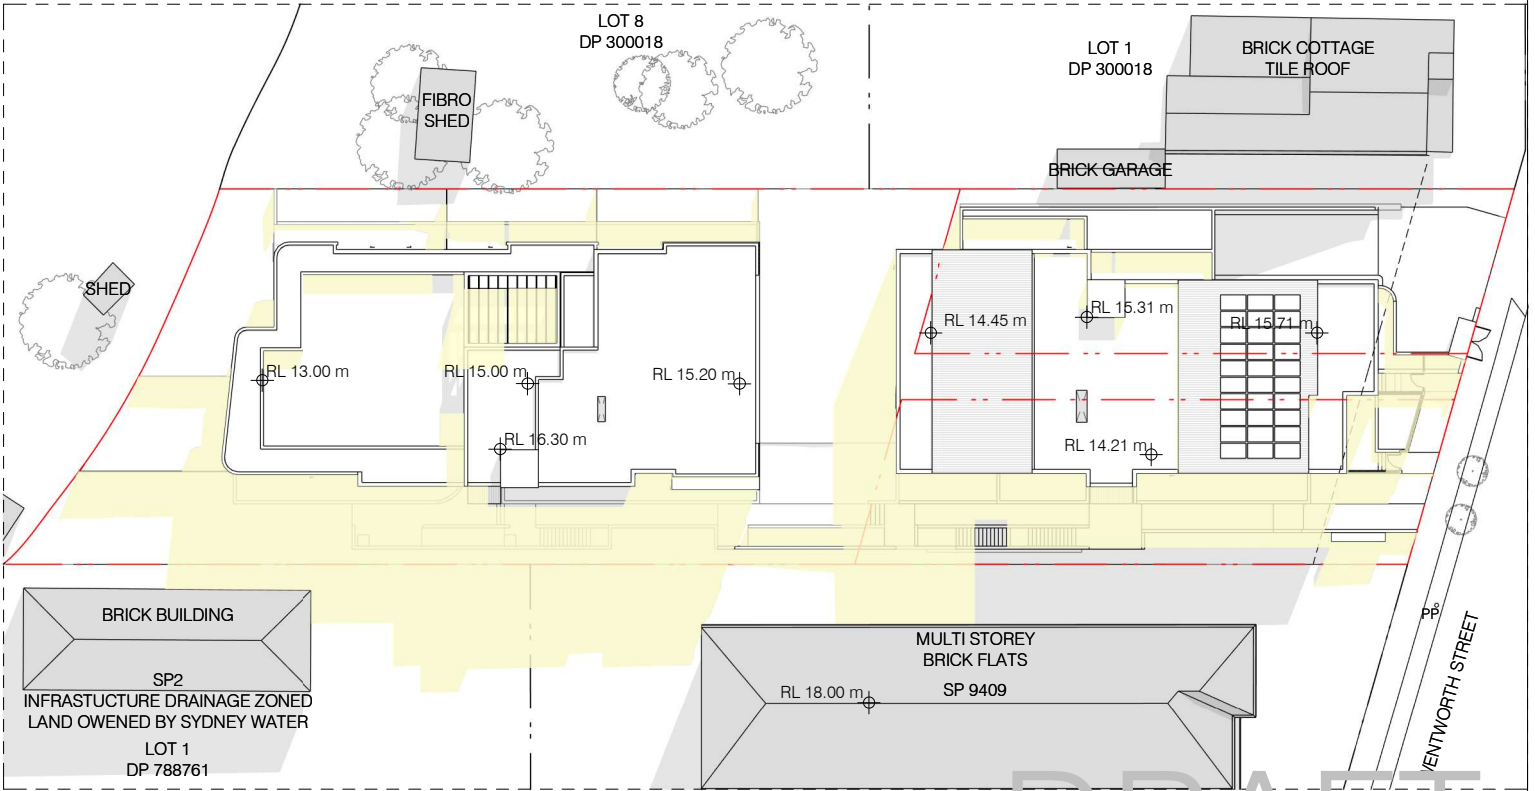 LOT 8
DP 300018
LOT 1
DP 300018
BRICK COTTAGE
TILE ROOF
FIBRO
SHED
BRICK GARAGE
SHED
RL 13.00 m
RL 15.00 m
RL 15.20 m
RL 16.30 m
RL 14.45 m
RL 15.31 m
RL 15.71 m
RL 14.21 m
BRICK BUILDING
SP2
INFRASTUCTURE DRAINAGE ZONED
LAND OWENED BY SYDNEY WATER
LOT 1
DP 788761
MULTI STOREY
BRICK FLATS
SP 9409
RL 18.00 m
PP
WENTWORTH STREET
DRAFT